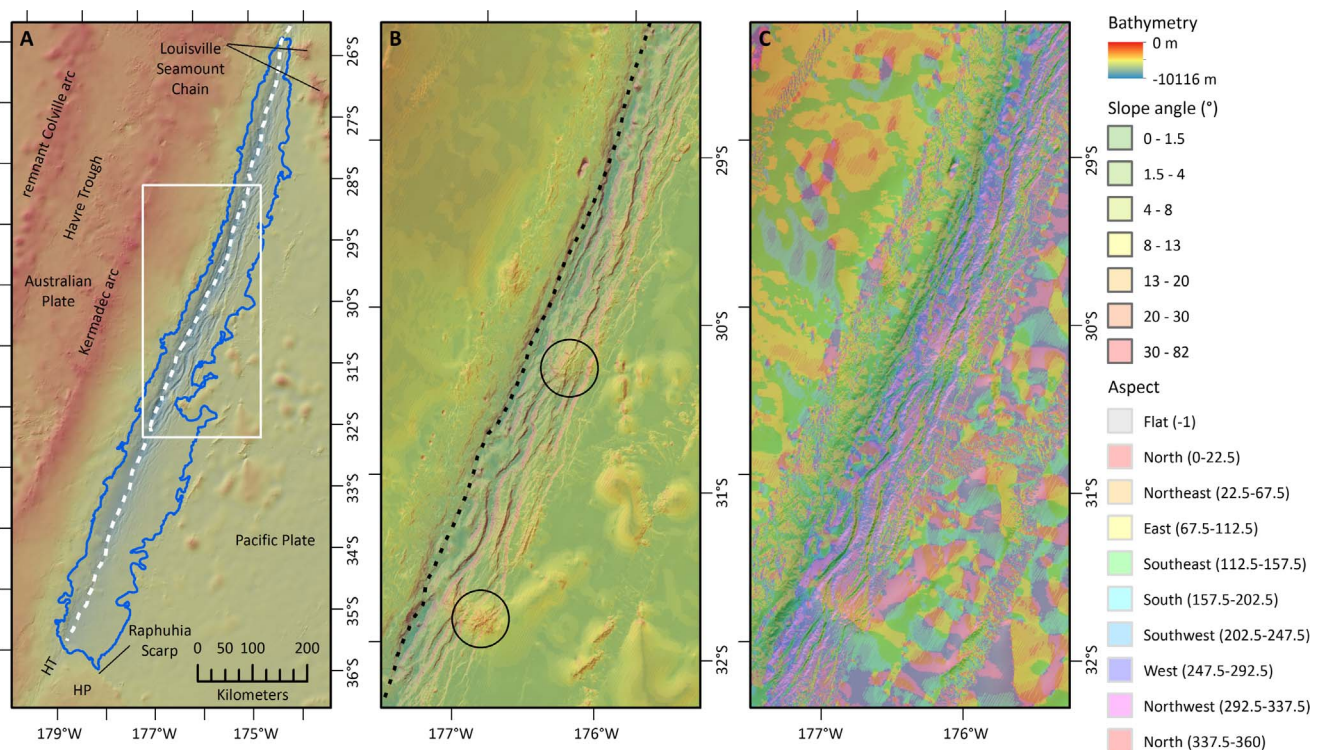 A
Louisville
Seamount
Chain
remnant Colville arc
Havre Trough
Australian
Plate
Kermadec arc
Pacific Plate
Raphuhia
Scarp
HT
HP
0 50 100 200
Kilometers
26°S
27°S
28°S
29°S
30°S
31°S
32°S
33°S
34°S
35°S
36°S
179°W
177°W
175°W
B
29°S
30°S
31°S
32°S
177°W
176°W
C
29°S
30°S
31°S
32°S
177°W
176°W
Bathymetry
0 m
-10116 m
Slope angle (°)
0 - 1.5
1.5 - 4
4 - 8
8 - 13
13 - 20
20 - 30
30 - 82
Aspect
Flat (-1)
North (0-22.5)
Northeast (22.5-67.5)
East (67.5-112.5)
Southeast (112.5-157.5)
South (157.5-202.5)
Southwest (202.5-247.5)
West (247.5-292.5)
Northwest (292.5-337.5)
North (337.5-360)